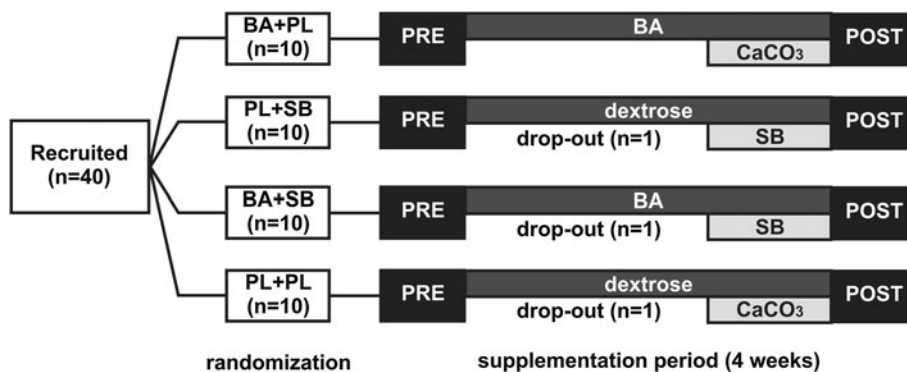 BA+PL
(n=10)
PRE
BA
CaCO₃
POST
PL+SB
(n=10)
PRE
dextrose
drop-out (n=1)
SB
POST
Recruited
(n=40)
BA+SB
(n=10)
PRE
BA
drop-out (n=1)
SB
POST
PL+PL
(n=10)
PRE
dextrose
drop-out (n=1)
CaCO₃
POST
randomization
supplementation period (4 weeks)